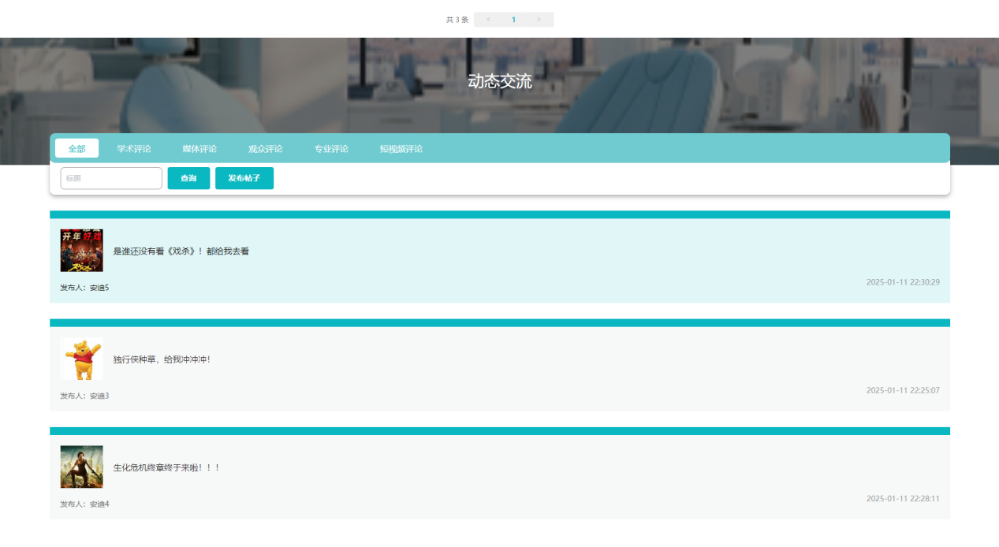 共 3 条 < 1 >
动态交流
全部 学术评论 媒体评论 观众评论 专业评论 短视频评论
标题 查询 发布帖子
开年好戏
戏杀
是谁还没有看《戏杀》！都给我去看
发布人：安迪5
2025-01-11 22:30:29
独行侠种草，给我冲冲冲！
发布人：安迪3
2025-01-11 22:25:07
生化危机终章终于来啦！！！
发布人：安迪4
2025-01-11 22:28:11